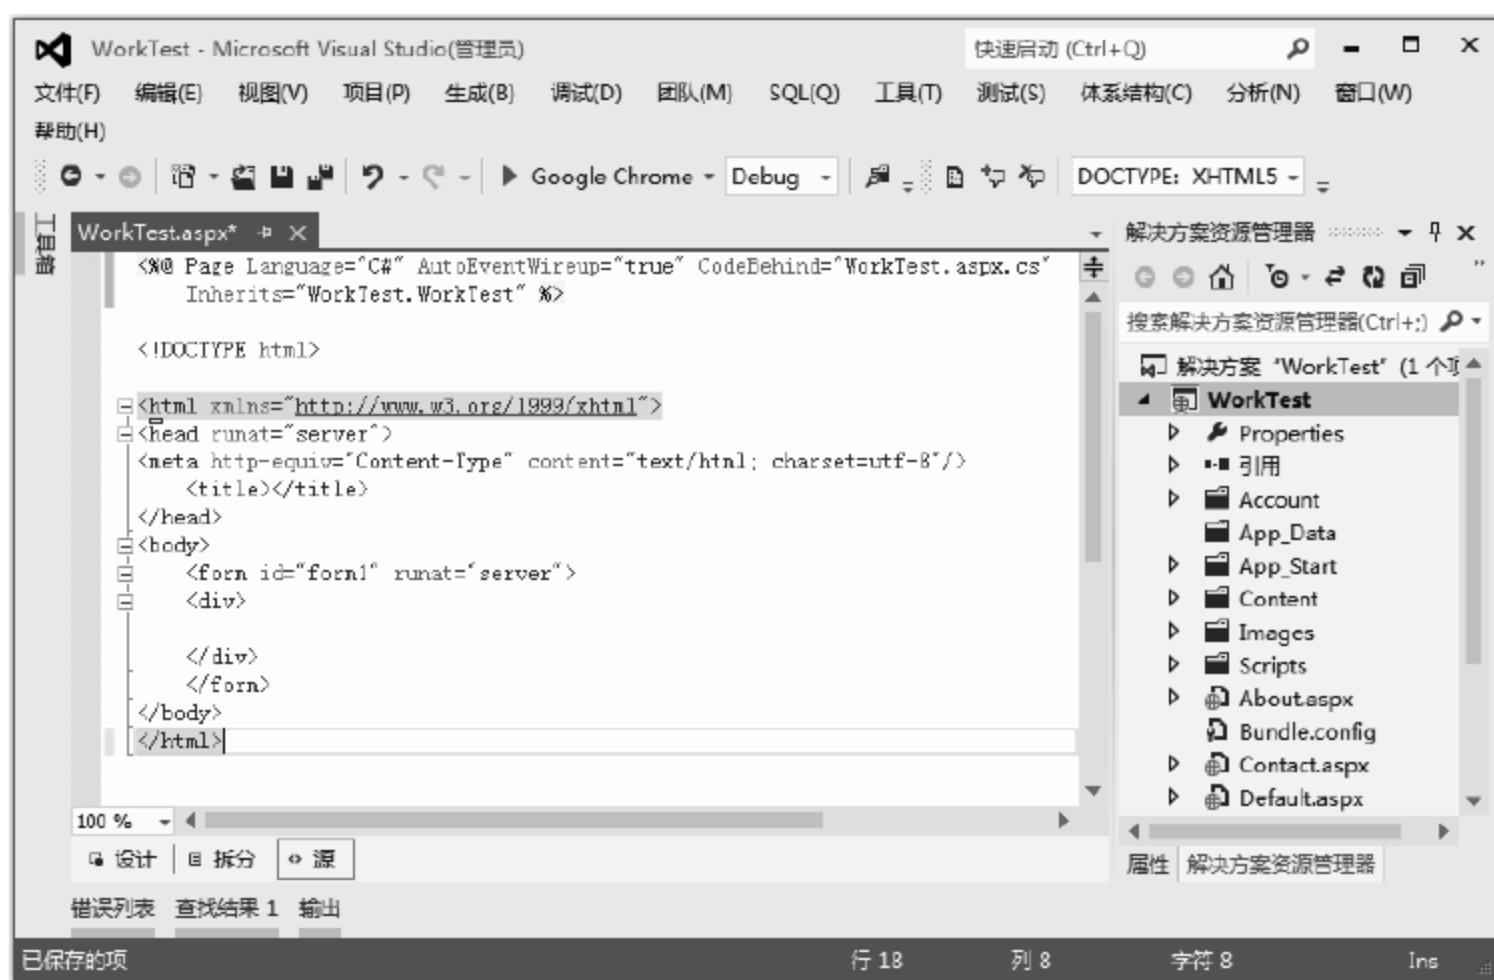 WorkTest - Microsoft Visual Studio(管理员)
快速启动 (Ctrl+Q)
文件(F) 编辑(E) 视图(V) 项目(P) 生成(B) 调试(D) 团队(M) SQL(Q) 工具(T) 测试(S) 体系结构(C) 分析(N) 窗口(W)
帮助(H)
Google Chrome Debug DOCTYPE: XHTML5
工具箱
WorkTest.aspx*
<%@ Page Language="C#" AutoEventWireup="true" CodeBehind="WorkTest.aspx.cs"
Inherits="WorkTest.WorkTest" %>
<!DOCTYPE html>
<html xmlns="http://www.w3.org/1999/xhtml">
<head runat="server">
<meta http-equiv="Content-Type" content="text/html; charset=utf-8"/>
<title></title>
</head>
<body>
<form id="form1" runat="server">
<div>
</div>
</form>
</body>
</html>
100 %
设计 拆分 源
解决方案资源管理器
搜索解决方案资源管理器(Ctrl+;)
解决方案 "WorkTest" (1 个项
WorkTest
Properties
引用
Account
App_Data
App_Start
Content
Images
Scripts
About.aspx
Bundle.config
Contact.aspx
Default.aspx
属性 解决方案资源管理器
错误列表 查找结果 1 输出
已保存的项 行 18 列 8 字符 8 Ins